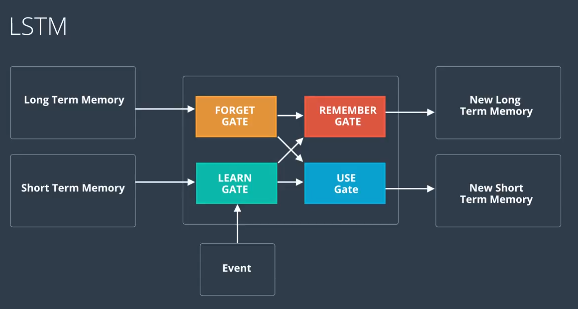 LSTM
Long Term Memory
FORGET
GATE
REMEMBER
GATE
New Long
Term Memory
Short Term Memory
LEARN
GATE
USE
Gate
New Short
Term Memory
Event